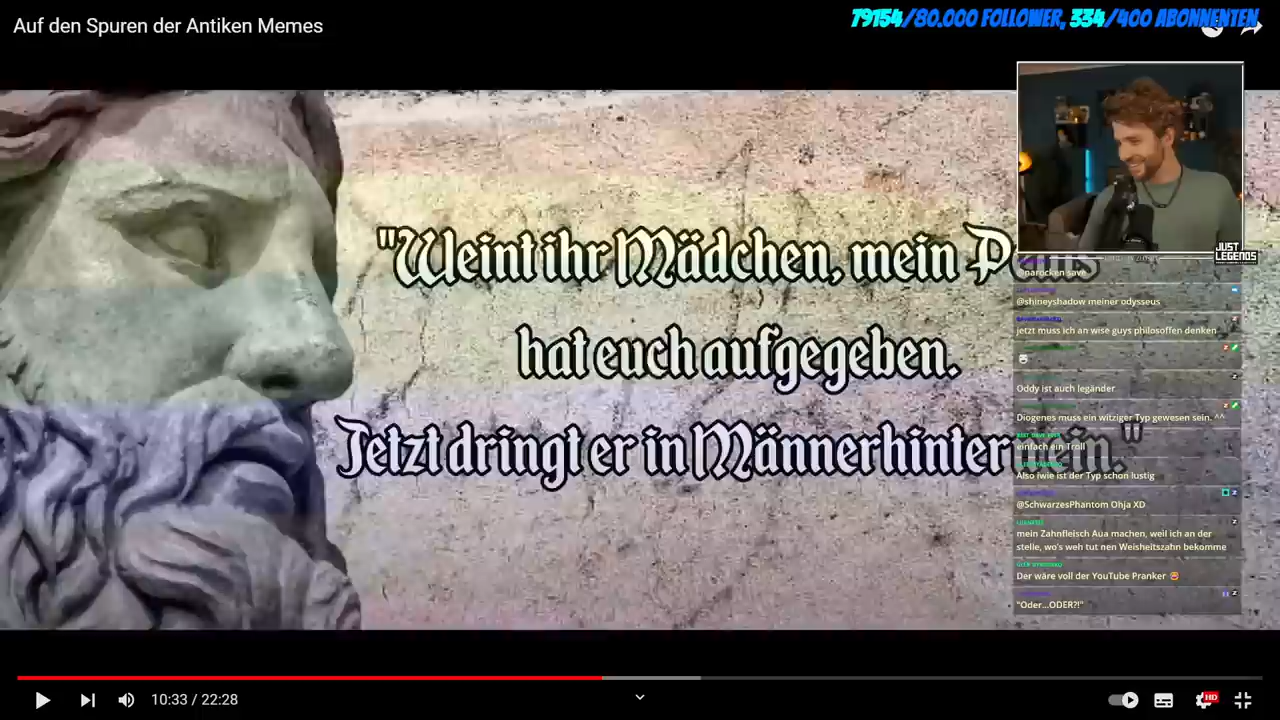 Auf den Spuren der Antiken Memes
79154/80.000 FOLLOWER, 334/400 ABONNENTEN
"Weint ihr Mädchen, mein
hat euch aufgegeben.
Jetzt dringt er in Männerhinter
JUST
LEGENDS
@narocken save
@shineyshadow meiner odysseus
jetzt muss ich an wise guys philosoffen denken
Oddy ist auch legänder
Diogenes muss ein witziger Typ gewesen sein. ^^
einfach ein Troll
Also iwie ist der Typ schon lustig
@SchwarzesPhantom Ohja XD
mein Zahnfleisch Aua machen, weil ich an der
stelle, wo's weh tut nen Weisheitszahn bekomme
Der wäre voll der YouTube Pranker
"Oder...ODER?!"
10:33 / 22:28
HD